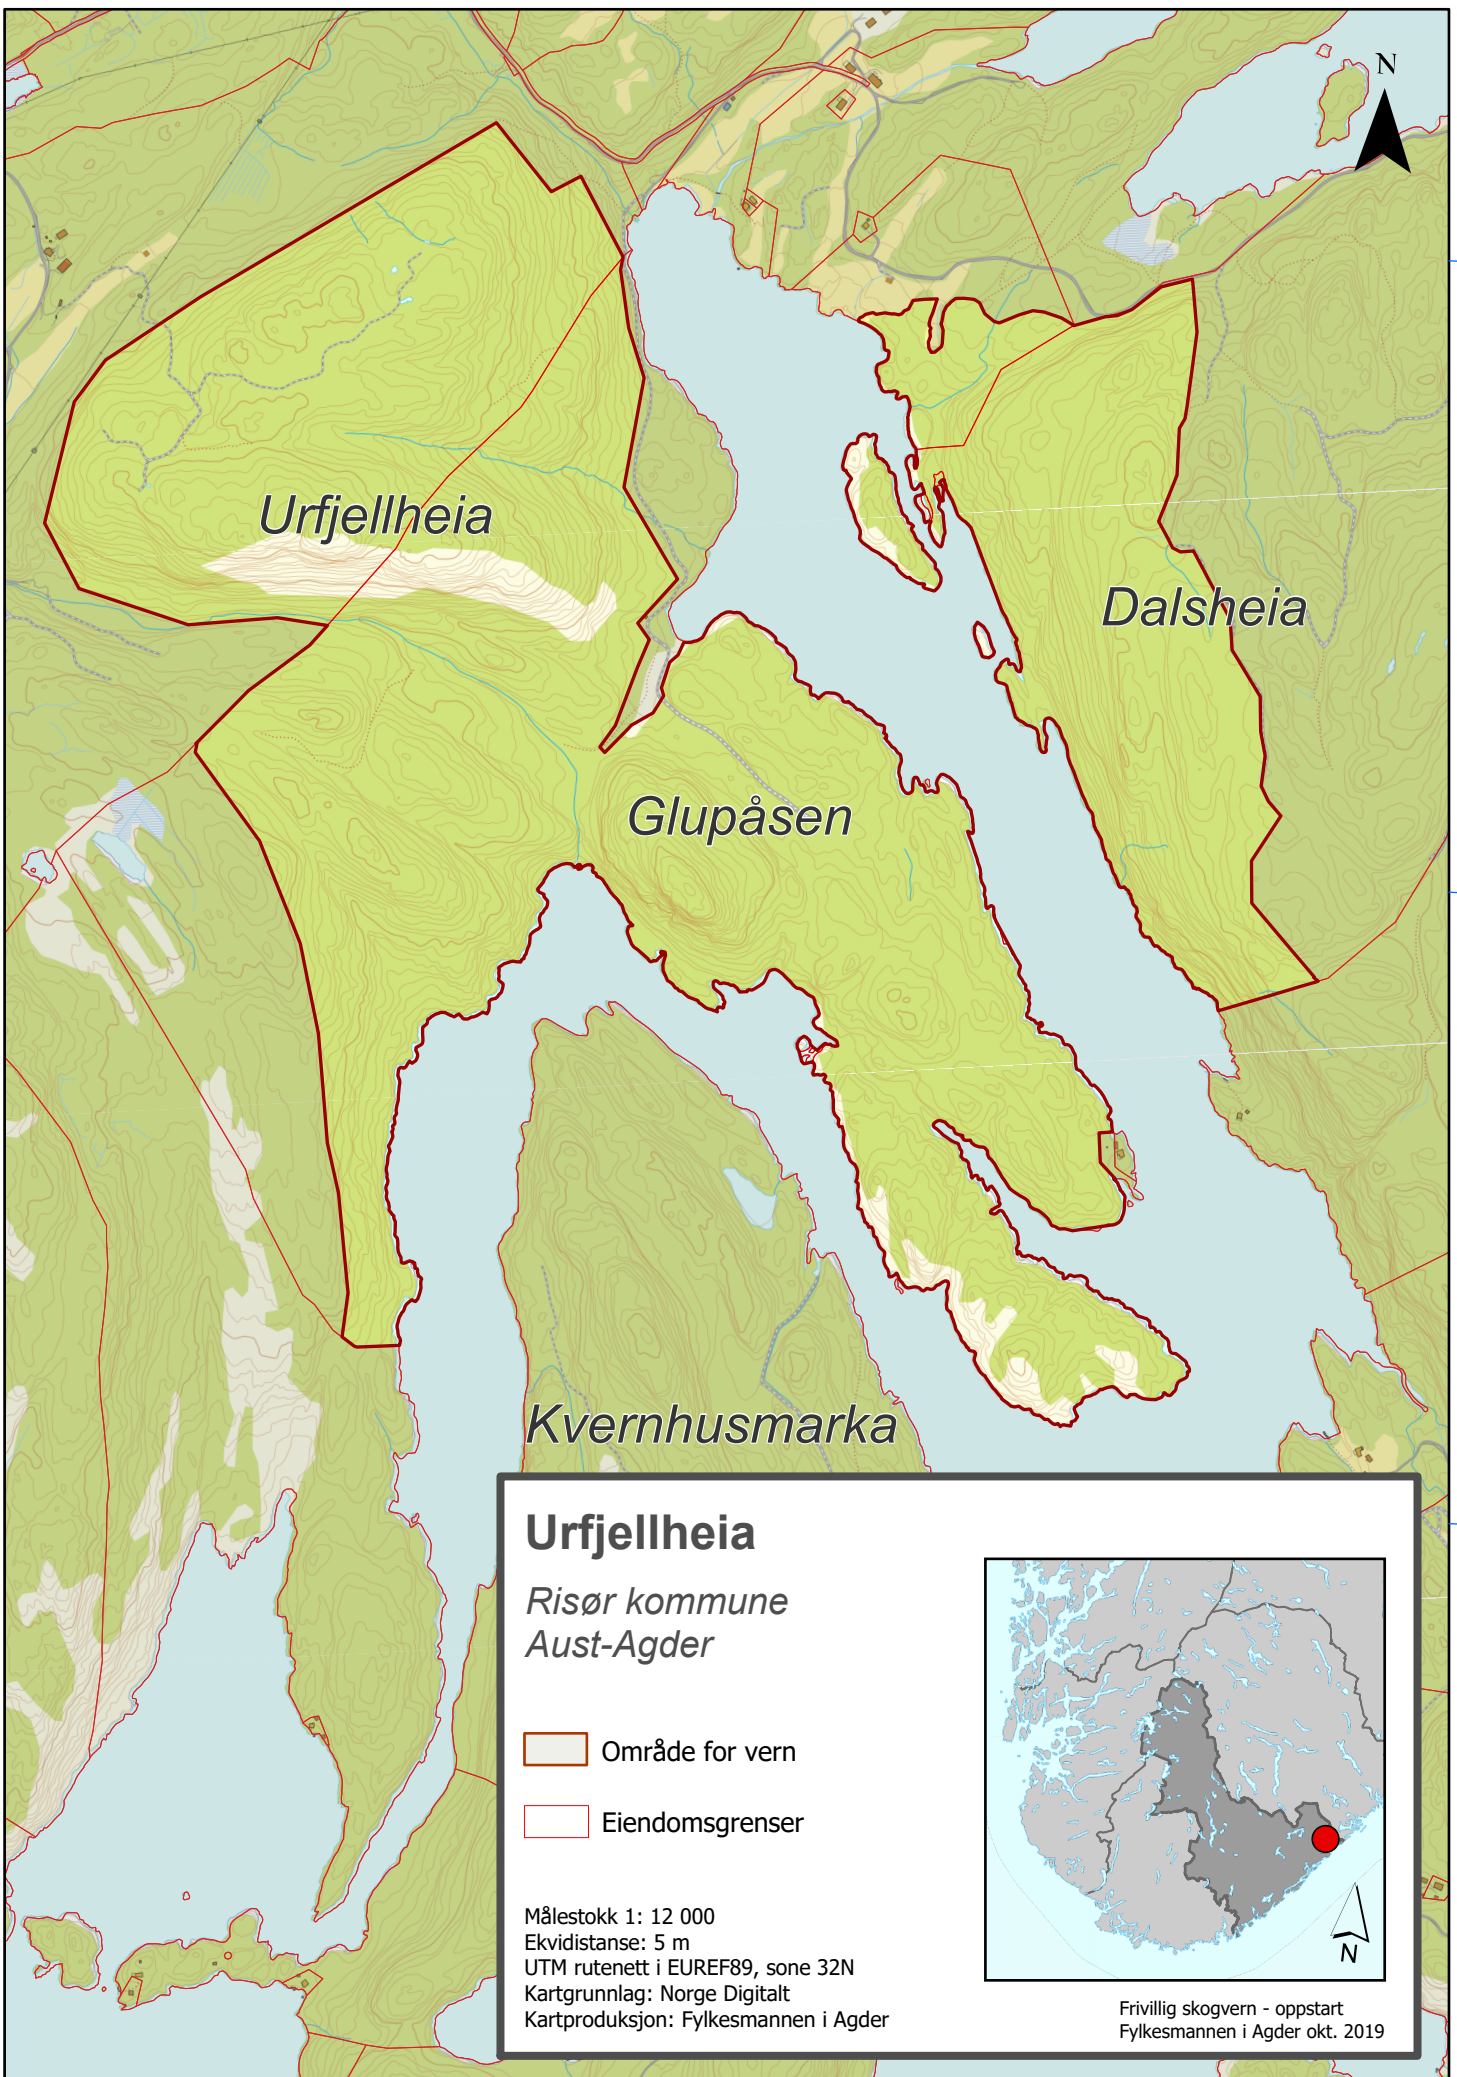 N
Urfjellheia
Dalsheia
Glupåsen
Kvernhusmarka
Urfjellheia
Risør kommune
Aust-Agder
Område for vern
Eiendomsgrenser
Målestokk 1: 12 000
Ekvidistanse: 5 m
UTM rutenett i EUREF89, sone 32N
Kartgrunnlag: Norge Digitalt
Kartproduksjon: Fylkesmannen i Agder
N
Frivillig skogvern - oppstart
Fylkesmannen i Agder okt. 2019